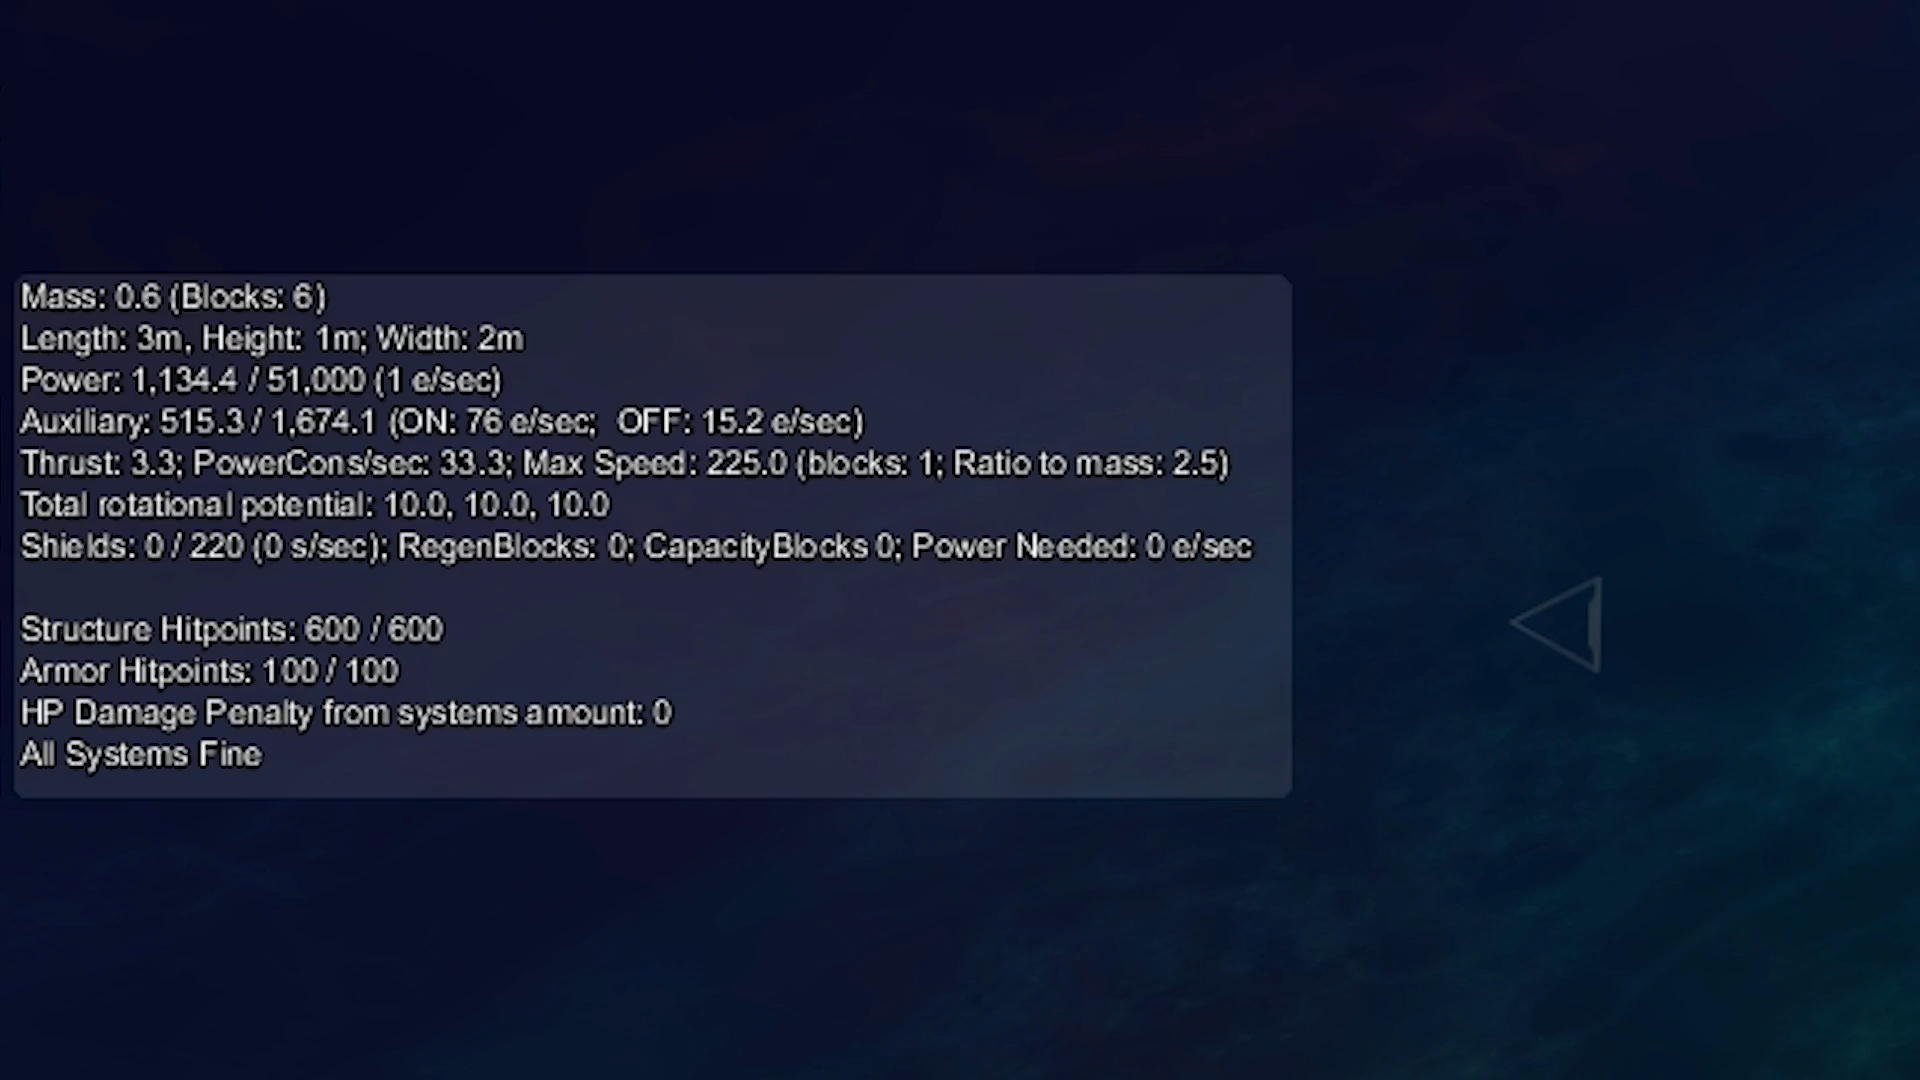 Mass: 0.6 (Blocks: 6)
Length: 3m, Height: 1m; Width: 2m
Power: 1,134.4 / 51,000 (1 e/sec)
Auxiliary: 515.3 / 1,674.1 (ON: 76 e/sec; OFF: 15.2 e/sec)
Thrust: 3.3; PowerCons/sec: 33.3; Max Speed: 225.0 (blocks: 1; Ratio to mass: 2.5)
Total rotational potential: 10.0, 10.0, 10.0
Shields: 0 / 220 (0 s/sec); RegenBlocks: 0; CapacityBlocks 0; Power Needed: 0 e/sec
Structure Hitpoints: 600 / 600
Armor Hitpoints: 100 / 100
HP Damage Penalty from systems amount: 0
All Systems Fine